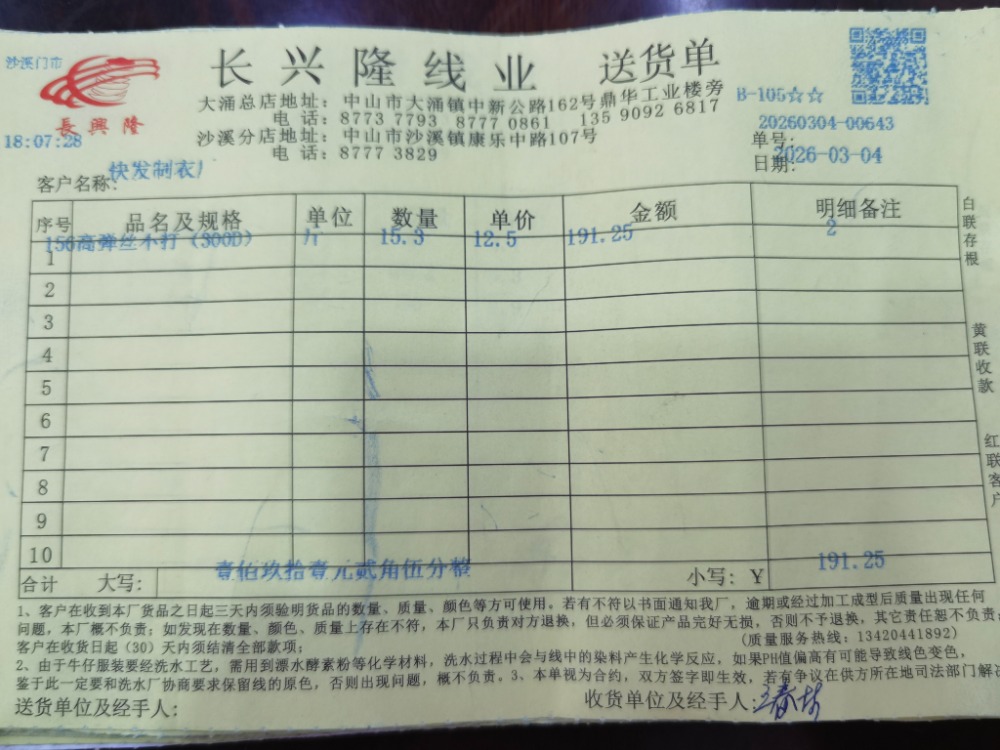 沙溪门市
長興隆
18:07:28
长兴隆线业 送货单
大涌总店地址：中山市大涌镇中新公路162号鼎华工业楼旁
电话：8773 7793 8777 0861 135 9092 6817
沙溪分店地址：中山市沙溪镇康乐中路107号
电话：8777 3829
B-105☆☆
20260304-00643
单号：
日期：2026-03-04
客户名称：快发制衣厂
序号 品名及规格 单位 数量 单价 金额 明细备注
1 150高弹丝不打（300D） 斤 15.3 12.5 191.25 2
2
3
4
5
6
7
8
9
10
合计 大写：壹佰玖拾壹元贰角伍分整 小写：¥ 191.25
白联存根
黄联收款
红联客户
1、客户在收到本厂货品之日起三天内须验明货品的数量、质量、颜色等方可使用。若有不符以书面通知我厂，逾期或经过加工成型后质量出现任何
问题，本厂概不负责；如发现在数量、颜色、质量上存在不符，本厂只负责对方退换，但必须保证产品完好无损，否则不予退换，其它责任恕不负责
客户在收货日起（30）天内须结清全部款项； （质量服务热线：13420441892）
2、由于牛仔服装要经洗水工艺，需用到漂水酵素粉等化学材料，洗水过程中会与线中的染料产生化学反应，如果PH值偏高有可能导致线色变色，
鉴于此一定要和洗水厂协商要求保留线的原色，否则出现问题，概不负责。3、本单视为合约，双方签字即生效，若有争议在供方所在地司法部门解决
送货单位及经手人： 收货单位及经手人：